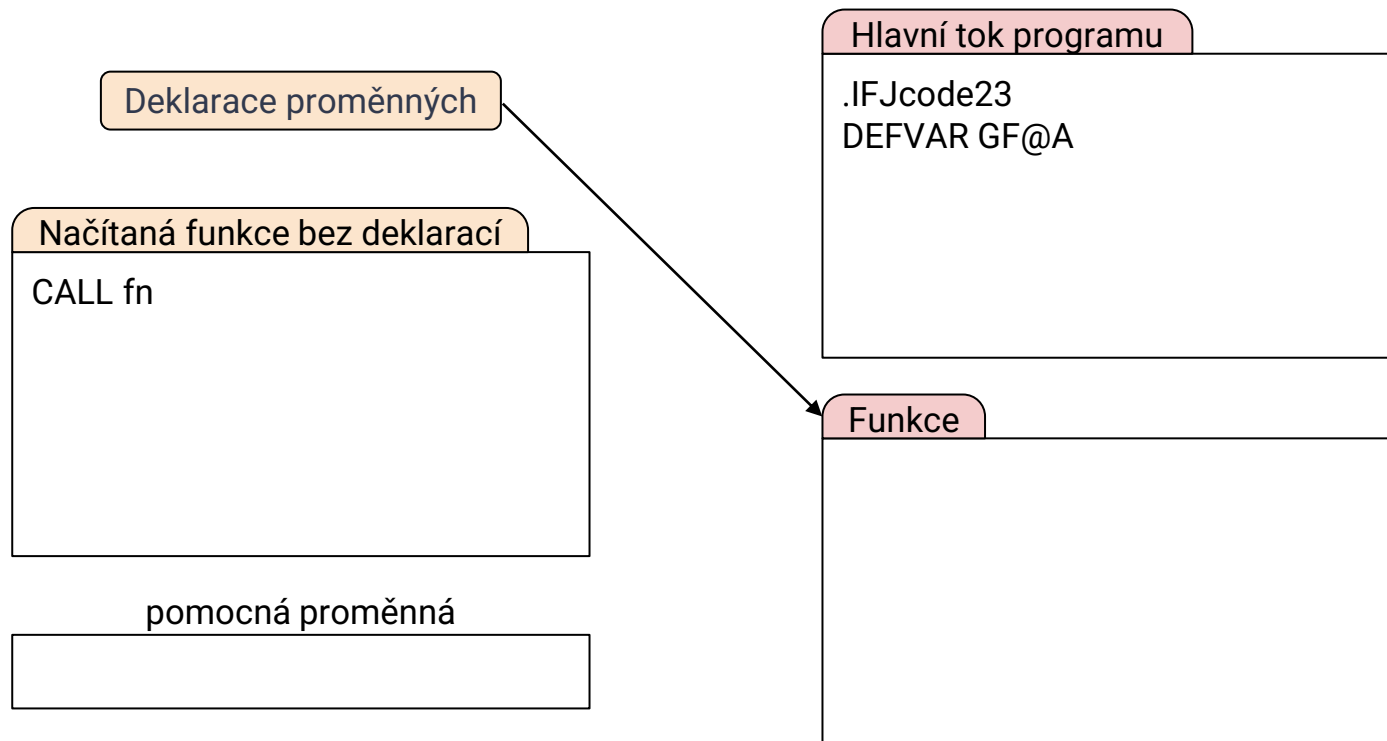 Deklarace proměnných
Načítaná funkce bez deklarací
CALL fn
pomocná proměnná
Hlavní tok programu
.IFJcode23
DEFVAR GF@A
Funkce